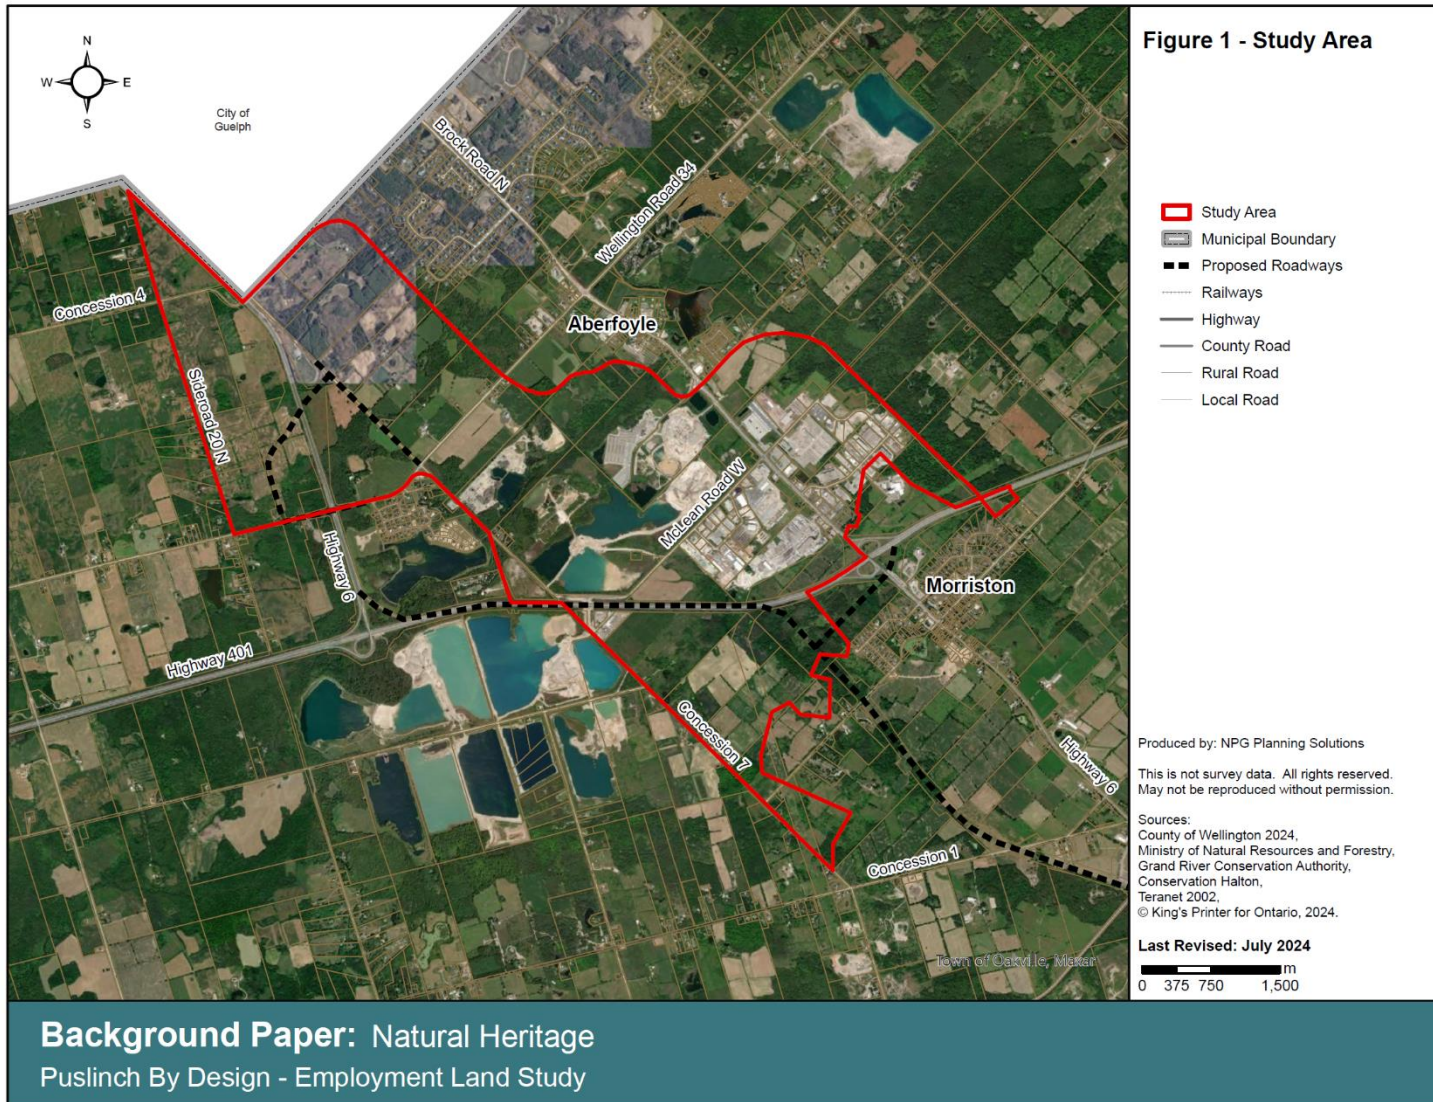 Figure 1 - Study Area
N
W
E
S
City of
Guelph
Brock Road N
Wellington Road 34
Concession 4
Aberfoyle
Sideroad 20 N
McLean Road W
Highway 6
Morriston
Highway 401
Concession 7
Highway 6
Concession 1
Town of Oakville, Maxar
Study Area
Municipal Boundary
Proposed Roadways
Railways
Highway
County Road
Rural Road
Local Road
Produced by: NPG Planning Solutions
This is not survey data. All rights reserved.
May not be reproduced without permission.
Sources:
County of Wellington 2024,
Ministry of Natural Resources and Forestry,
Grand River Conservation Authority,
Conservation Halton,
Teranet 2002,
© King's Printer for Ontario, 2024.
Last Revised: July 2024
m
0 375 750 1,500
Background Paper: Natural Heritage
Puslinch By Design - Employment Land Study